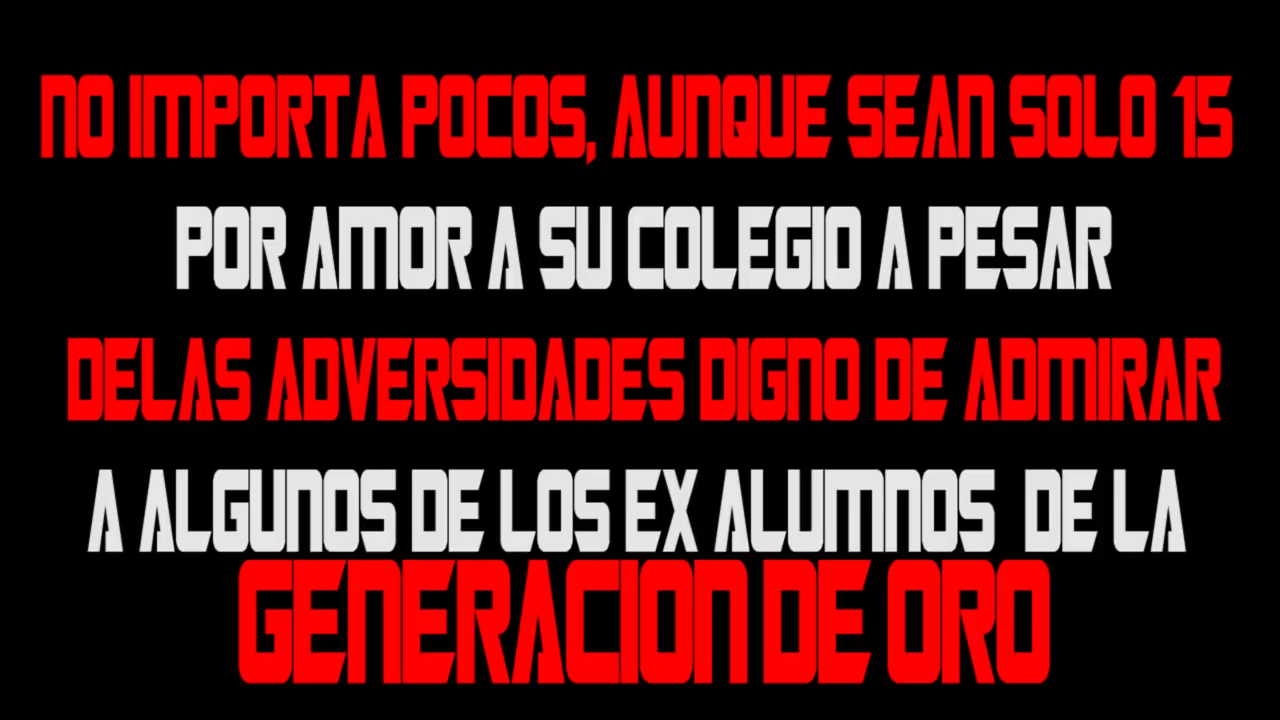 NO IMPORTA POCOS, AUNQUE SEAN SOLO 15
POR AMOR A SU COLEGIO A PESAR
DELAS ADVERSIDADES DIGNO DE ADMIRAR
A ALGUNOS DE LOS EX ALUMNOS DE LA
GENERACION DE ORO